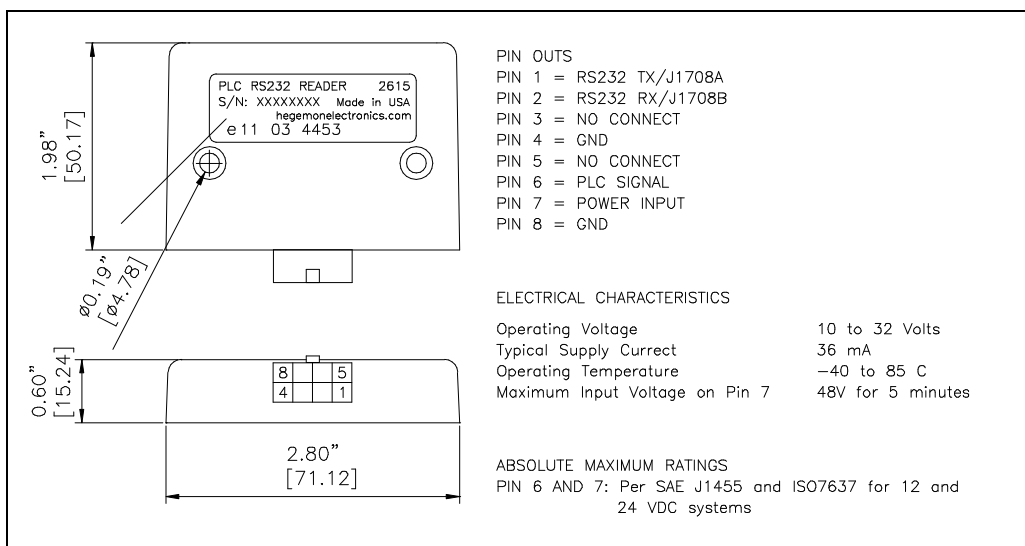 PLC RS232 READER 2615
S/N: XXXXXXXX Made in USA
hegemonelectronics.com
e11 03 4453
1.98”
[50.17]
ø0.19”
[ø4.78]
0.60”
[15.24]
8 5
4 1
2.80”
[71.12]
PIN OUTS
PIN 1 = RS232 TX/J1708A
PIN 2 = RS232 RX/J1708B
PIN 3 = NO CONNECT
PIN 4 = GND
PIN 5 = NO CONNECT
PIN 6 = PLC SIGNAL
PIN 7 = POWER INPUT
PIN 8 = GND
ELECTRICAL CHARACTERISTICS
Operating Voltage 10 to 32 Volts
Typical Supply Currect 36 mA
Operating Temperature −40 to 85 C
Maximum Input Voltage on Pin 7 48V for 5 minutes
ABSOLUTE MAXIMUM RATINGS
PIN 6 AND 7: Per SAE J1455 and ISO7637 for 12 and
24 VDC systems